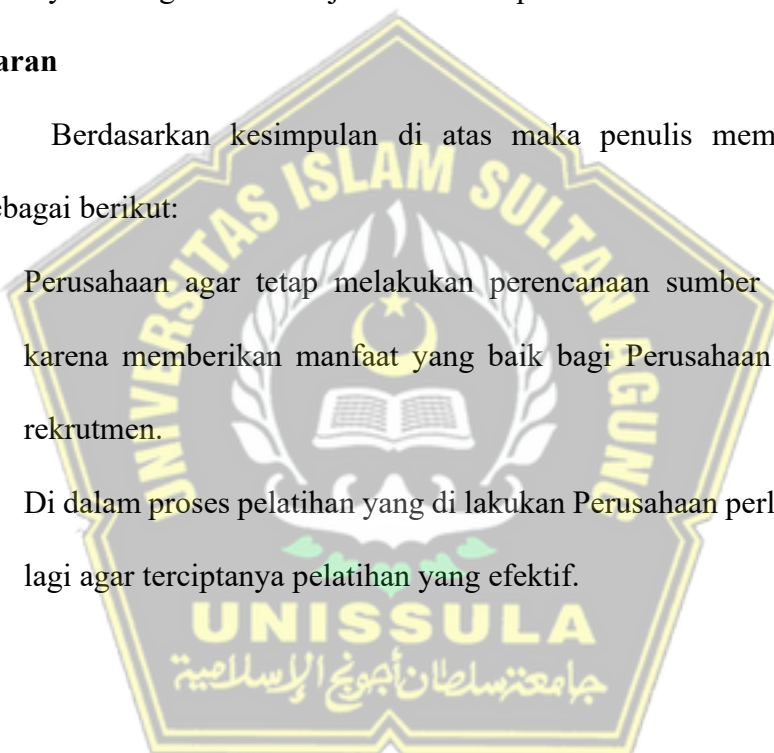 aran
Berdasarkan kesimpulan di atas maka penulis mem
ebagai berikut:
Perusahaan agar tetap melakukan perencanaan sumber
karena memberikan manfaat yang baik bagi Perusahaan
rekrutmen.
Di dalam proses pelatihan yang di lakukan Perusahaan perl
lagi agar terciptanya pelatihan yang efektif.
UNIVERSITAS ISLAM SULTAN AGUNG
UNISSULA
جامعة سلطان أجونج الإسلامية